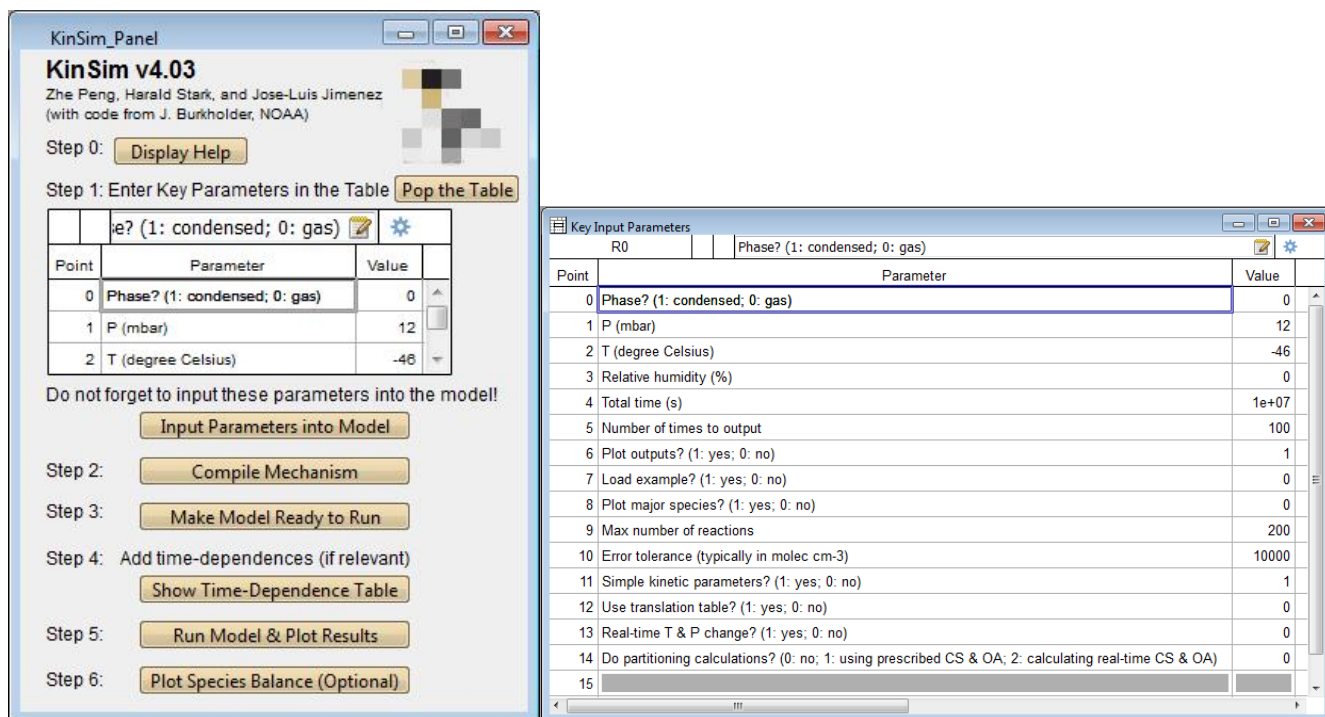 KinSim_Panel
KinSim v4.03
Zhe Peng, Harald Stark, and Jose-Luis Jimenez
(with code from J. Burkholder, NOAA)
Step 0: Display Help
Step 1: Enter Key Parameters in the Table Pop the Table
se? (1: condensed; 0: gas)
Point Parameter Value
0 Phase? (1: condensed; 0: gas) 0
1 P (mbar) 12
2 T (degree Celsius) -46
Do not forget to input these parameters into the model!
Input Parameters into Model
Step 2: Compile Mechanism
Step 3: Make Model Ready to Run
Step 4: Add time-dependences (if relevant)
Show Time-Dependence Table
Step 5: Run Model & Plot Results
Step 6: Plot Species Balance (Optional)
Key Input Parameters
R0 Phase? (1: condensed; 0: gas)
Point Parameter Value
0 Phase? (1: condensed; 0: gas) 0
1 P (mbar) 12
2 T (degree Celsius) -46
3 Relative humidity (%) 0
4 Total time (s) 1e+07
5 Number of times to output 100
6 Plot outputs? (1: yes; 0: no) 1
7 Load example? (1: yes; 0: no) 0
8 Plot major species? (1: yes; 0: no) 0
9 Max number of reactions 200
10 Error tolerance (typically in molec cm-3) 10000
11 Simple kinetic parameters? (1: yes; 0: no) 1
12 Use translation table? (1: yes; 0: no) 0
13 Real-time T & P change? (1: yes; 0: no) 0
14 Do partitioning calculations? (0: no; 1: using prescribed CS & OA; 2: calculating real-time CS & OA) 0
15